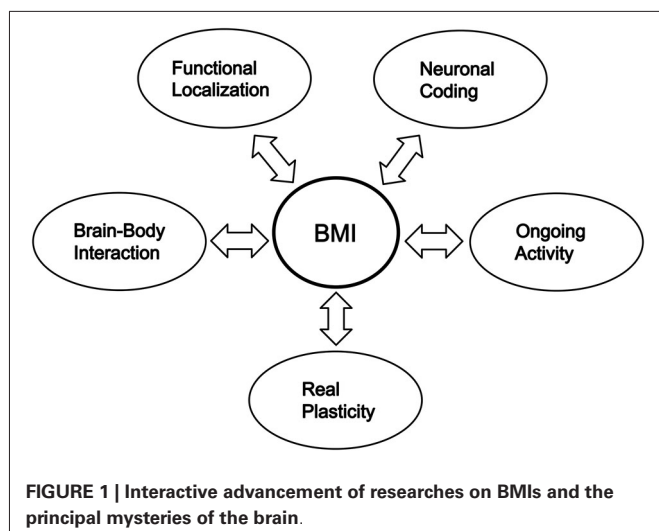 Functional
Localization
Neuronal
Coding
Brain-Body
Interaction
BMI
Ongoing
Activity
Real
Plasticity
FIGURE 1 | Interactive advancement of researches on BMIs and the
principal mysteries of the brain.